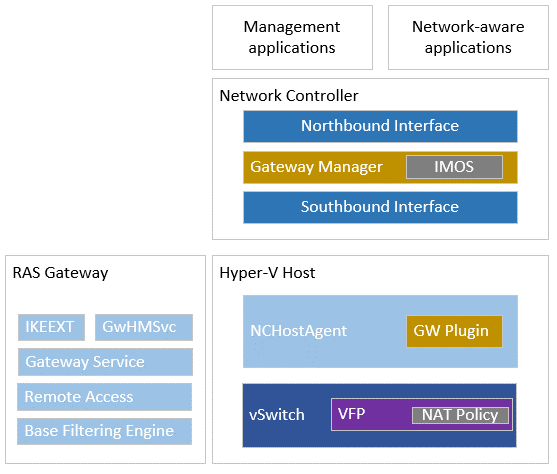 Management
applications
Network-aware
applications
Network Controller
Northbound Interface
Gateway Manager
IMOS
Southbound Interface
RAS Gateway
IKEEXT
GwHMSvc
Gateway Service
Remote Access
Base Filtering Engine
Hyper-V Host
NCHostAgent
GW Plugin
vSwitch
VFP
NAT Policy